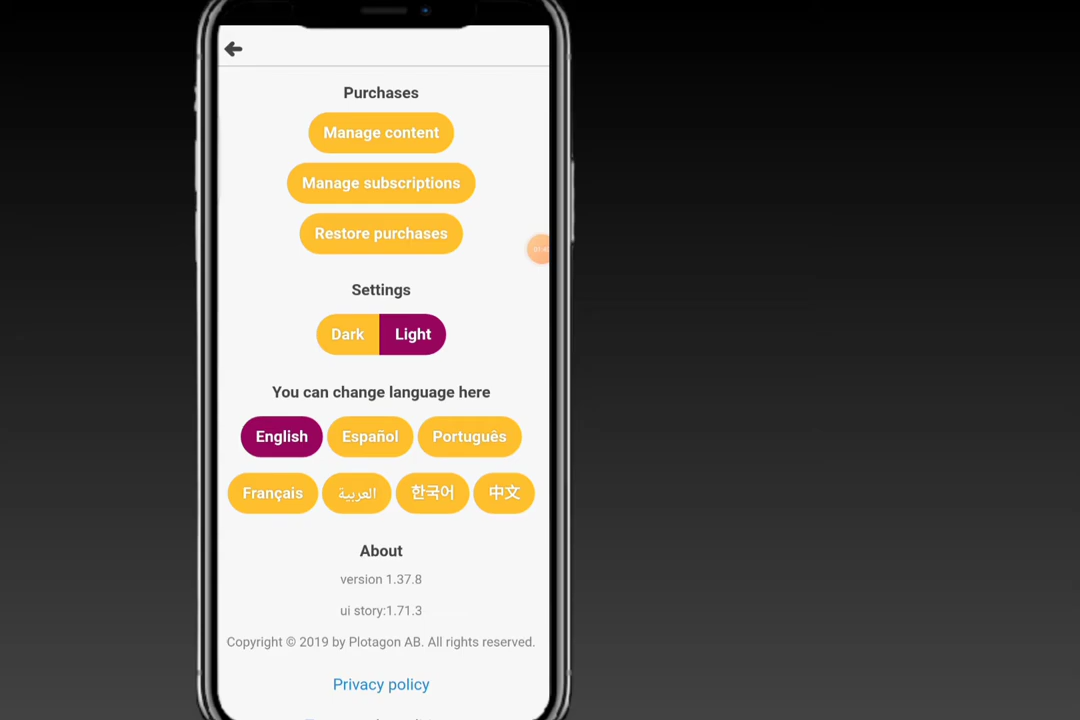 Purchases
Manage content
Manage subscriptions
Restore purchases
Settings
Dark Light
You can change language here
English Español Português
Français العربية 한국어 中文
About
version 1.37.8
ui story:1.71.3
Copyright © 2019 by Plotagon AB. All rights reserved.
Privacy policy